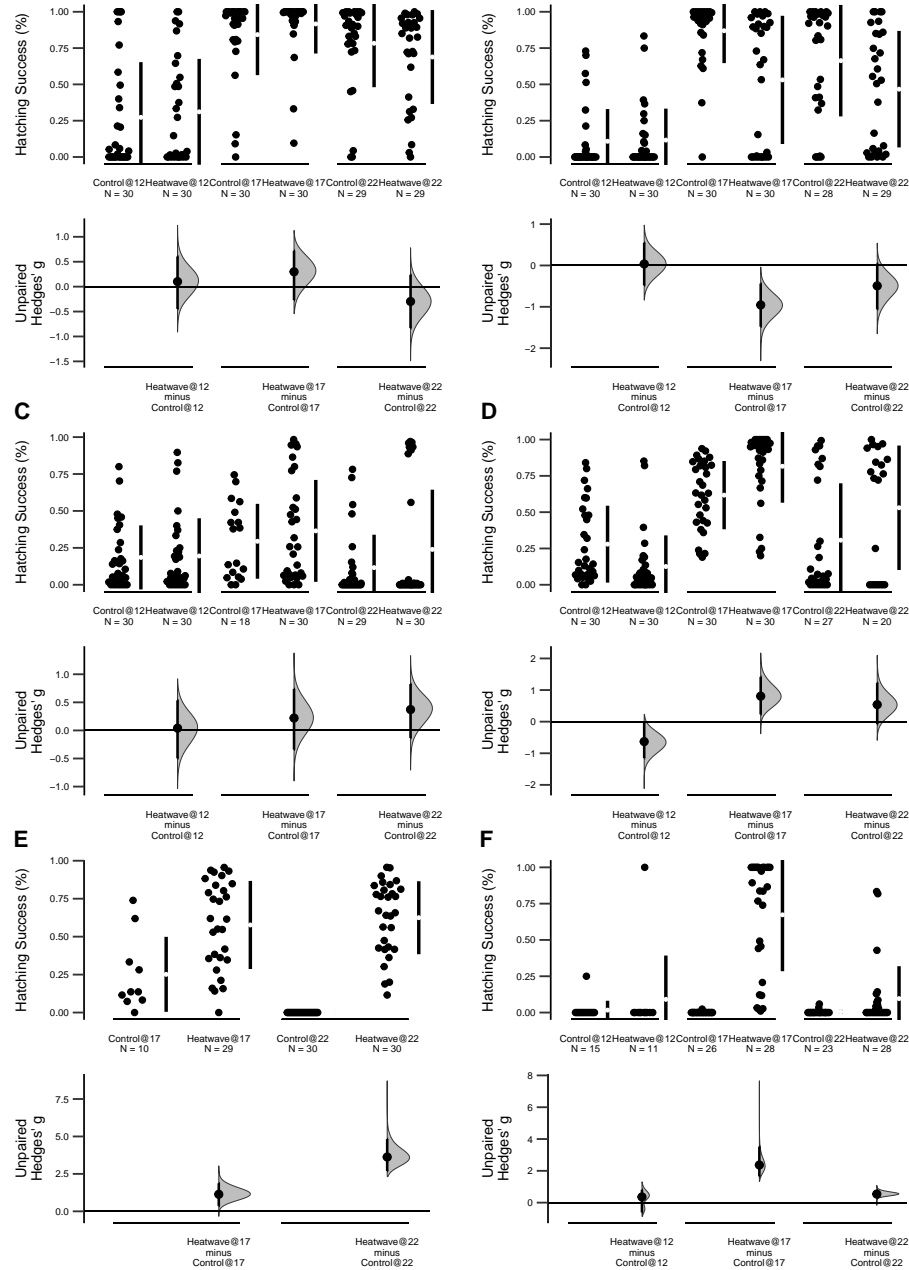 Hatching Success (%)
1.00
0.75
0.50
0.25
0.00
Control@12 Heatwave@12 Control@17 Heatwave@17 Control@22 Heatwave@22
N = 30 N = 30 N = 30 N = 30 N = 29 N = 29
Unpaired
Hedges' g
1.0
0.5
0.0
−0.5
−1.0
−1.5
Heatwave@12 Heatwave@17 Heatwave@22
minus minus minus
Control@12 Control@17 Control@22
Hatching Success (%)
1.00
0.75
0.50
0.25
0.00
Control@12 Heatwave@12 Control@17 Heatwave@17 Control@22 Heatwave@22
N = 30 N = 30 N = 30 N = 30 N = 28 N = 29
Unpaired
Hedges' g
1
0
−1
−2
Heatwave@12 Heatwave@17 Heatwave@22
minus minus minus
Control@12 Control@17 Control@22
C
Hatching Success (%)
1.00
0.75
0.50
0.25
0.00
Control@12 Heatwave@12 Control@17 Heatwave@17 Control@22 Heatwave@22
N = 30 N = 30 N = 18 N = 30 N = 29 N = 30
Unpaired
Hedges' g
1.0
0.5
0.0
−0.5
−1.0
Heatwave@12 Heatwave@17 Heatwave@22
minus minus minus
Control@12 Control@17 Control@22
D
Hatching Success (%)
1.00
0.75
0.50
0.25
0.00
Control@12 Heatwave@12 Control@17 Heatwave@17 Control@22 Heatwave@22
N = 30 N = 30 N = 30 N = 30 N = 27 N = 20
Unpaired
Hedges' g
2
1
0
−1
−2
Heatwave@12 Heatwave@17 Heatwave@22
minus minus minus
Control@12 Control@17 Control@22
E
Hatching Success (%)
1.00
0.75
0.50
0.25
0.00
Control@17 Heatwave@17 Control@22 Heatwave@22
N = 10 N = 29 N = 30 N = 30
Unpaired
Hedges' g
7.5
5.0
2.5
0.0
Heatwave@17 Heatwave@22
minus minus
Control@17 Control@22
F
Hatching Success (%)
1.00
0.75
0.50
0.25
0.00
Control@12 Heatwave@12 Control@17 Heatwave@17 Control@22 Heatwave@22
N = 15 N = 11 N = 26 N = 28 N = 23 N = 28
Unpaired
Hedges' g
8
6
4
2
0
Heatwave@12 Heatwave@17 Heatwave@22
minus minus minus
Control@12 Control@17 Control@22